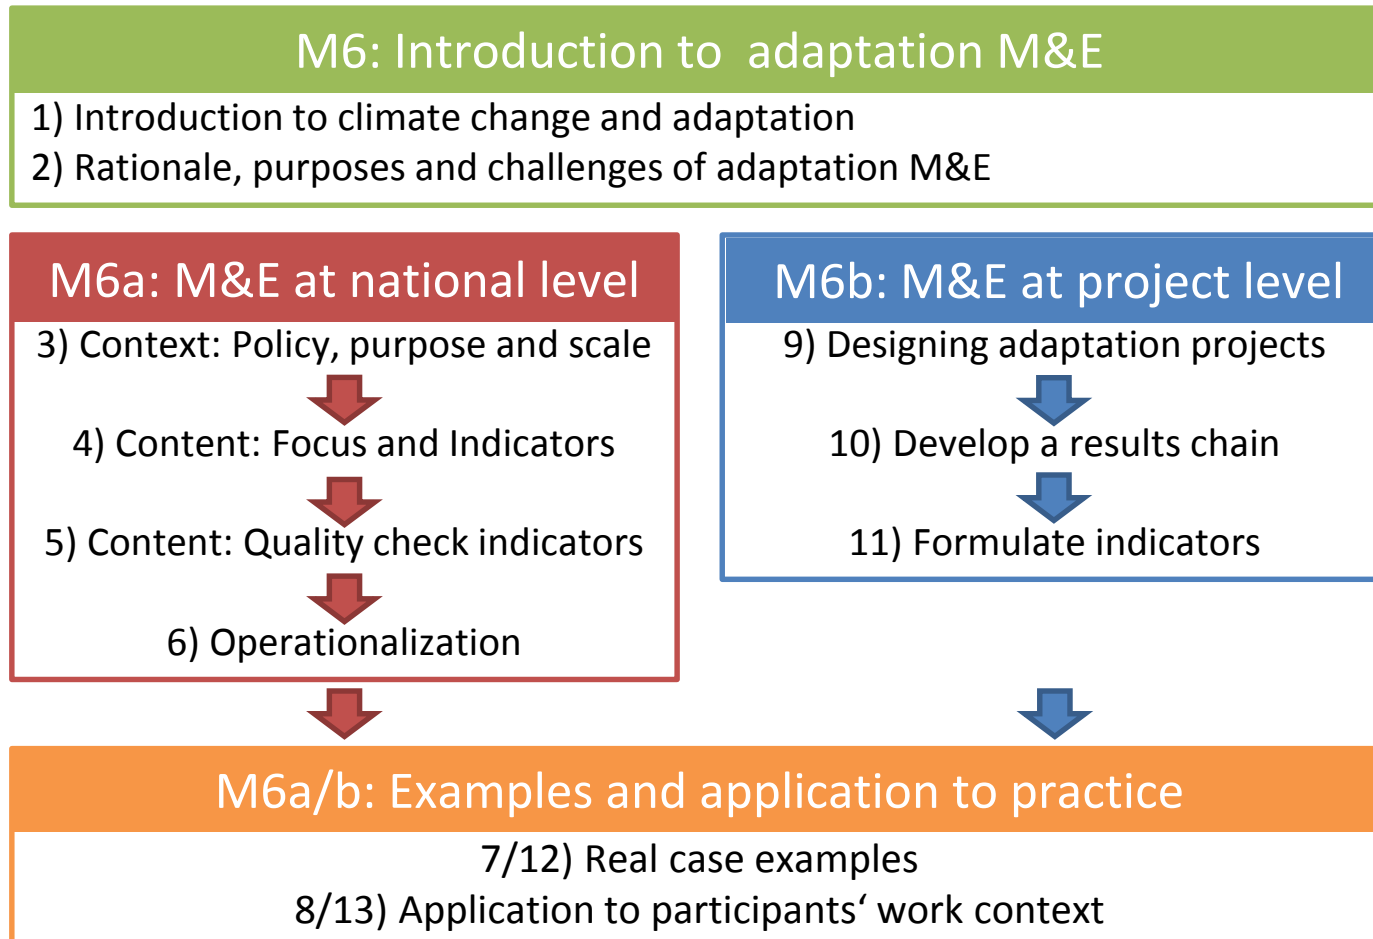 M6: Introduction to adaptation M&E
1) Introduction to climate change and adaptation
2) Rationale, purposes and challenges of adaptation M&E
M6a: M&E at national level
3) Context: Policy, purpose and scale
4) Content: Focus and Indicators
5) Content: Quality check indicators
6) Operationalization
M6b: M&E at project level
9) Designing adaptation projects
10) Develop a results chain
11) Formulate indicators
M6a/b: Examples and application to practice
7/12) Real case examples
8/13) Application to participants‘ work context